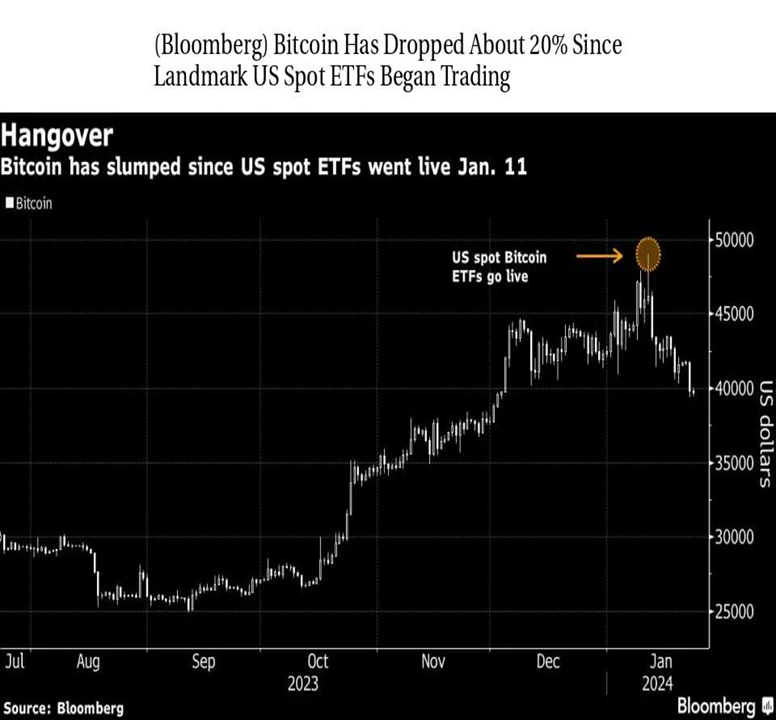 (Bloomberg) Bitcoin Has Dropped About 20% Since
Landmark US Spot ETFs Began Trading
Hangover
Bitcoin has slumped since US spot ETFs went live Jan. 11
Bitcoin
US spot Bitcoin
ETFs go live
50000
45000
40000
35000
30000
25000
US dollars
Jul Aug Sep Oct Nov Dec Jan
2023 2024
Source: Bloomberg
Bloomberg